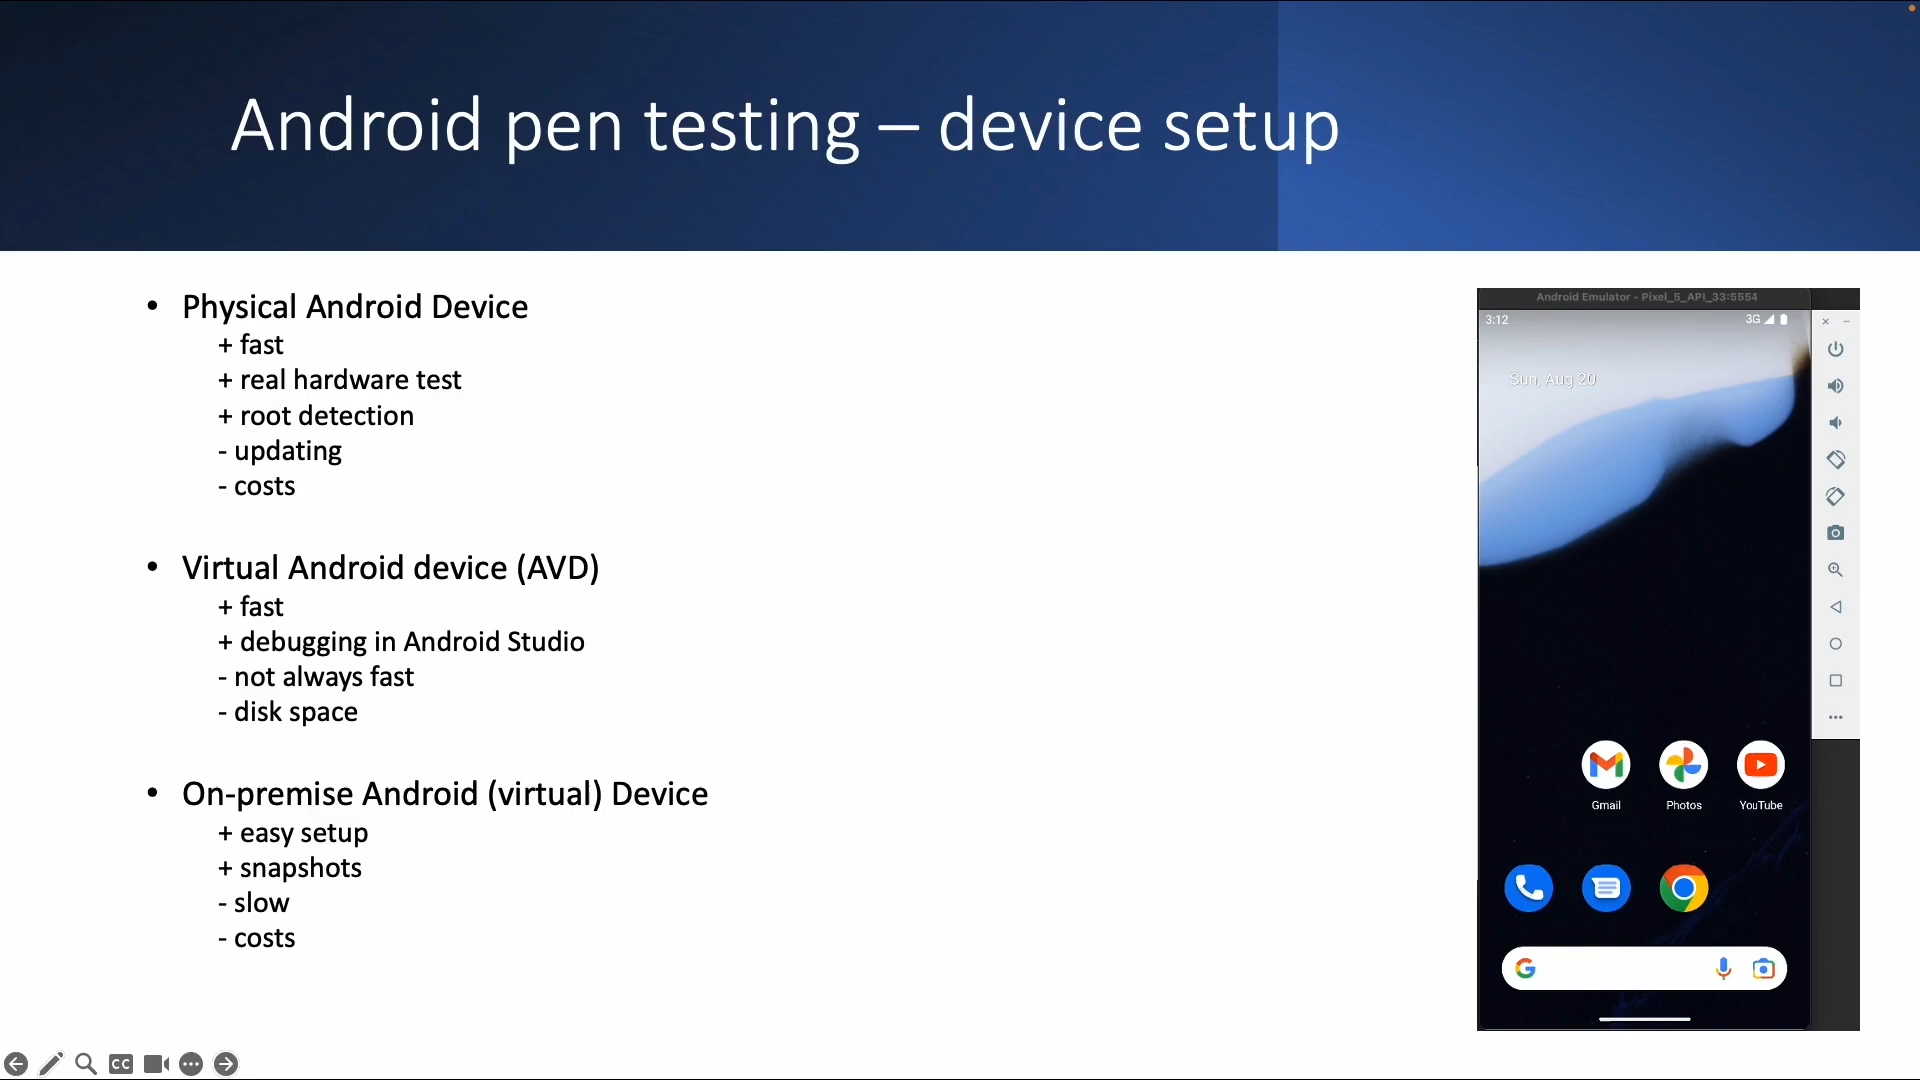 Android pen testing – device setup
• Physical Android Device
+ fast
+ real hardware test
+ root detection
- updating
- costs
• Virtual Android device (AVD)
+ fast
+ debugging in Android Studio
- not always fast
- disk space
• On-premise Android (virtual) Device
+ easy setup
+ snapshots
- slow
- costs
Android Emulator - Pixel_5_API_33:5554
3:12
3G
Sun, Aug 20
Gmail
Photos
YouTube
CC